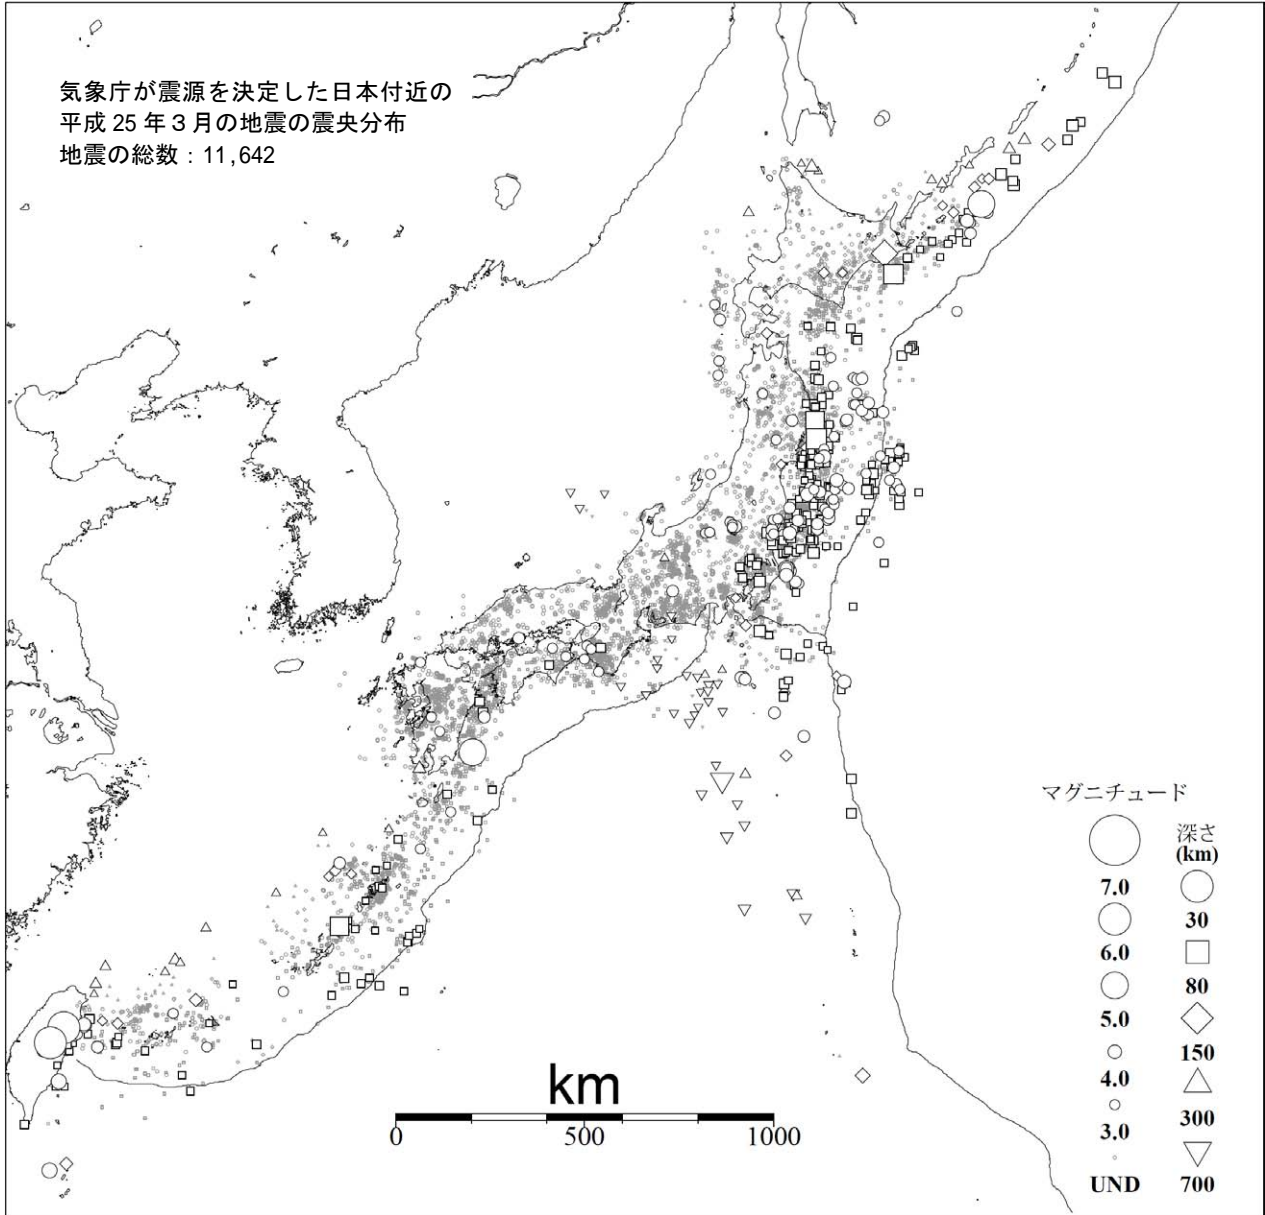 気象庁が震源を決定した日本付近の
平成 25 年３月の地震の震央分布
地震の総数：11,642
マグニチュード
深さ
(km)
7.0
30
6.0
80
5.0
150
4.0
300
3.0
UND
700
km
0
500
1000